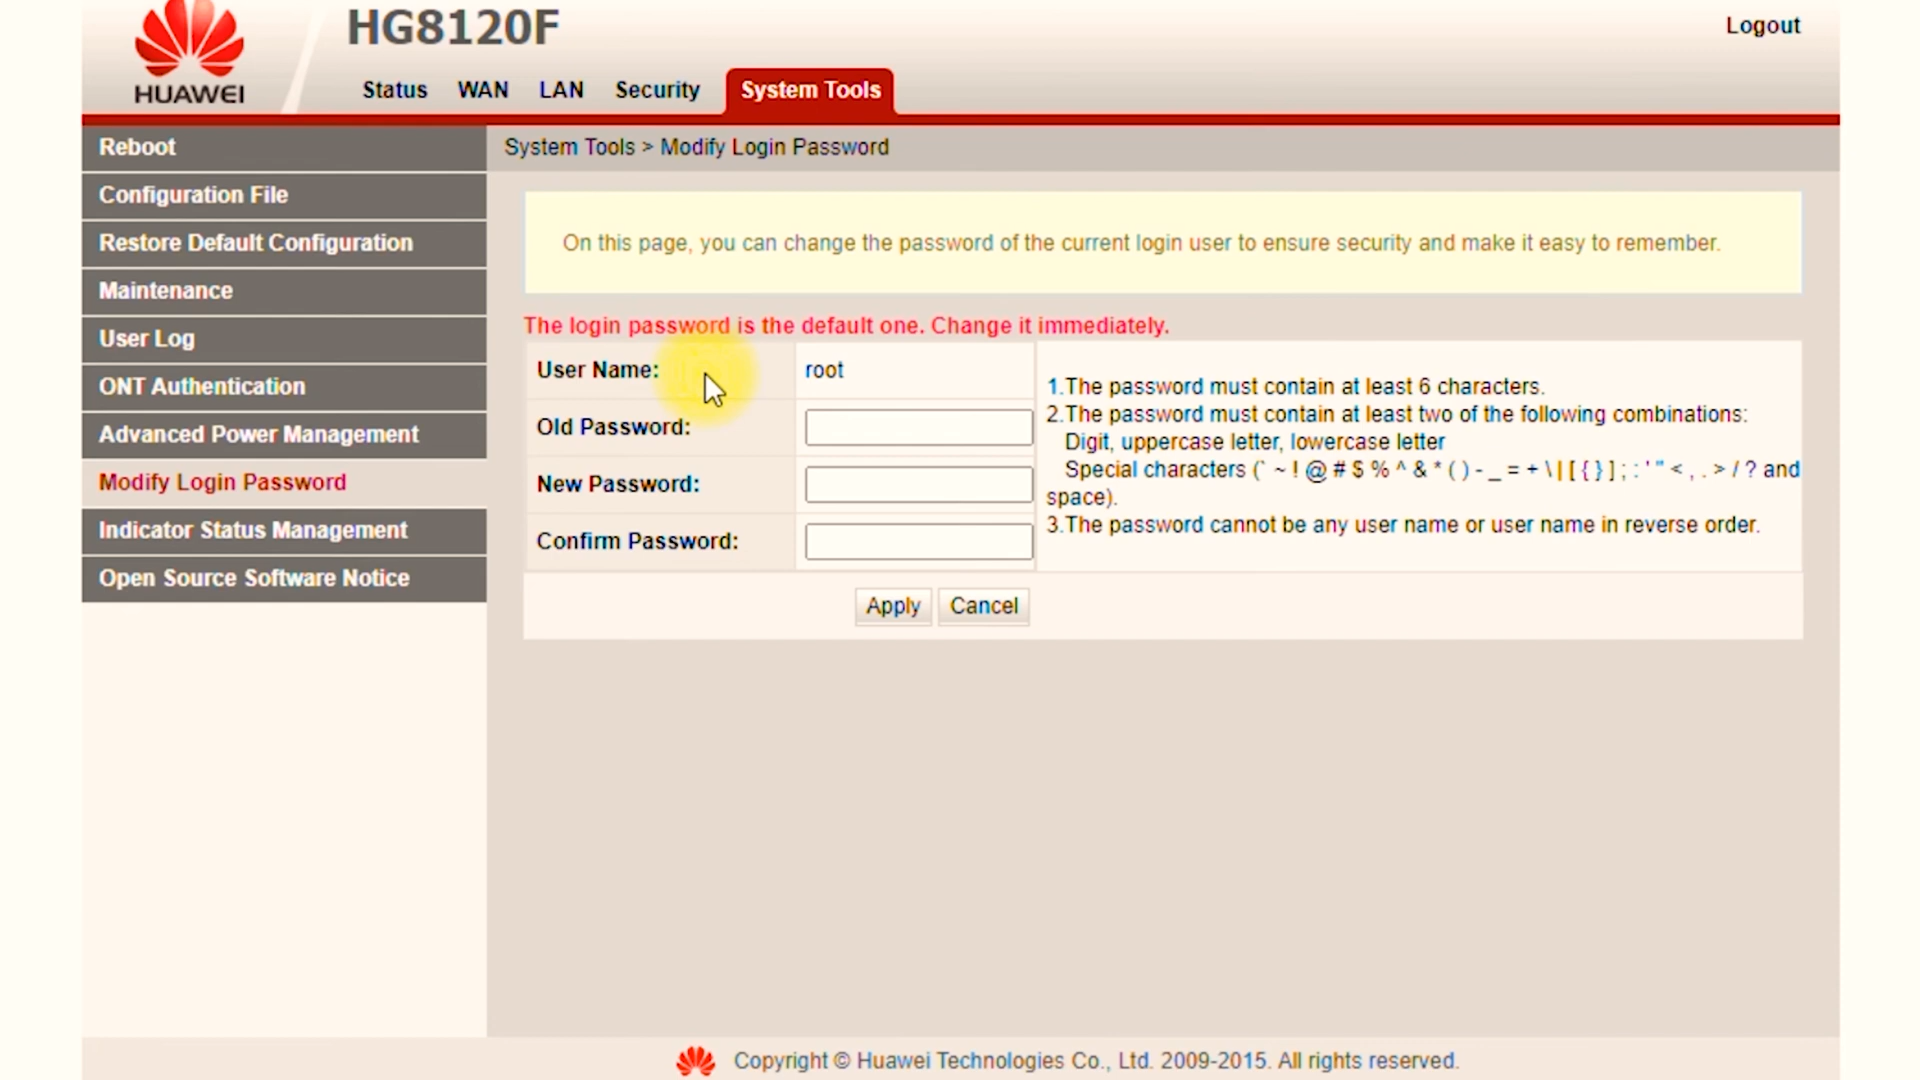 HG8120F
Logout
HUAWEI
Status WAN LAN Security System Tools
Reboot
Configuration File
Restore Default Configuration
Maintenance
User Log
ONT Authentication
Advanced Power Management
Modify Login Password
Indicator Status Management
Open Source Software Notice
System Tools > Modify Login Password
On this page, you can change the password of the current login user to ensure security and make it easy to remember.
The login password is the default one. Change it immediately.
User Name: root
Old Password:
New Password:
Confirm Password:
1.The password must contain at least 6 characters.
2.The password must contain at least two of the following combinations:
Digit, uppercase letter, lowercase letter
Special characters (` ~ ! @ # $ % ^ & * ( ) - _ = + \ | [ { } ] ; : ' " < , . > / ? and
space).
3.The password cannot be any user name or user name in reverse order.
Apply Cancel
Copyright © Huawei Technologies Co., Ltd. 2009-2015. All rights reserved.